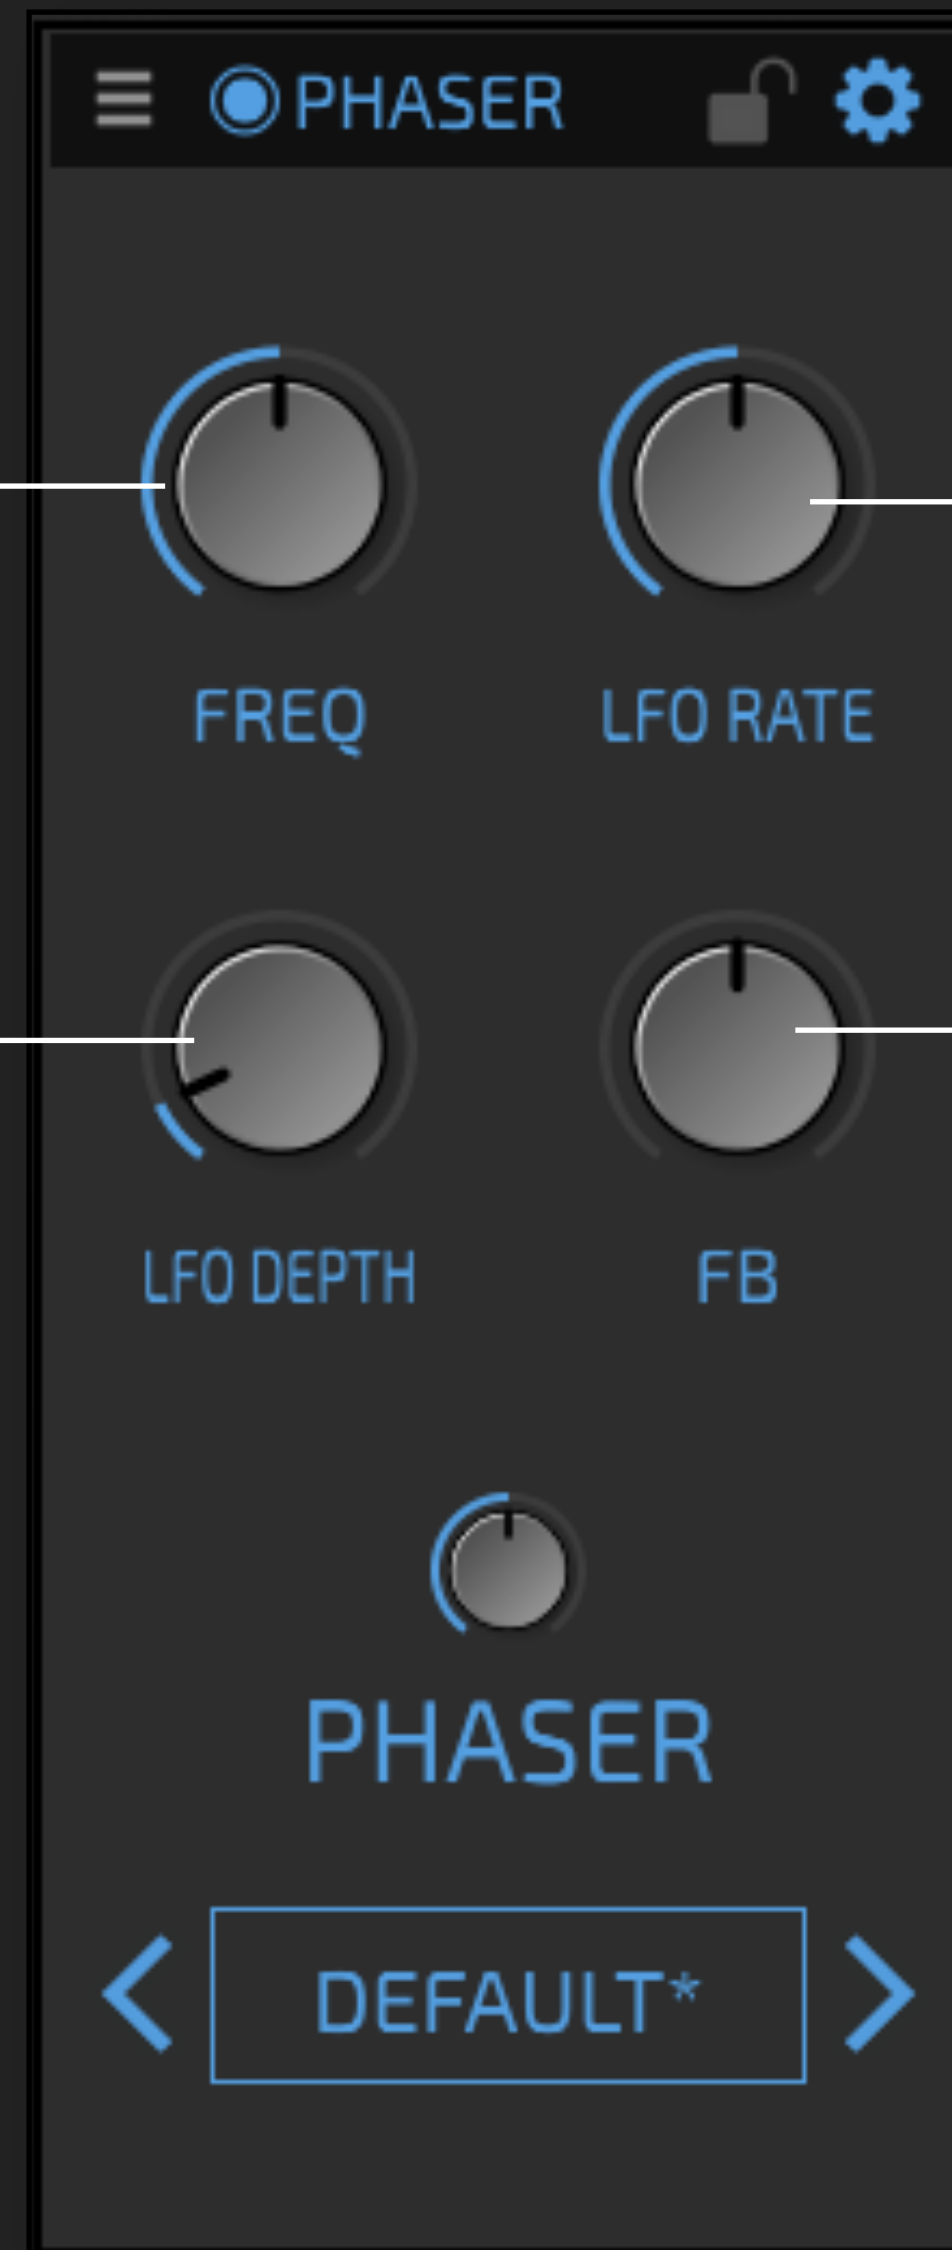 PHASER
FREQ
LFO RATE
LFO DEPTH
FB
PHASER
DEFAULT*